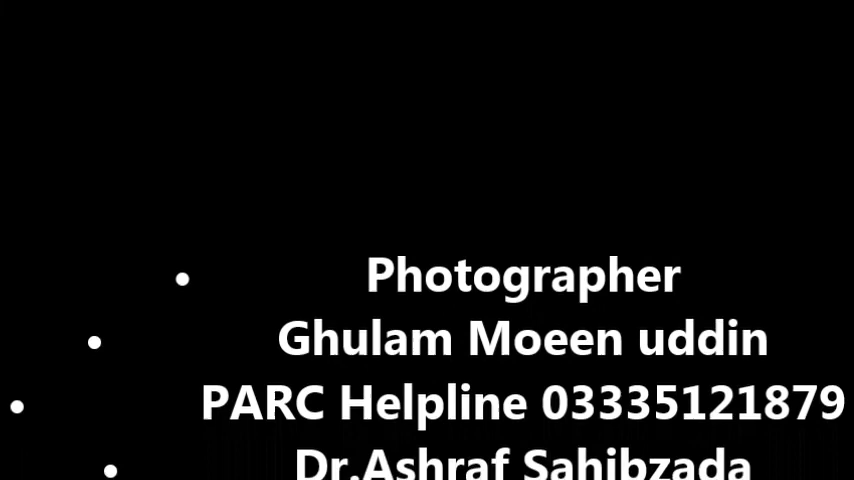 • Photographer
• Ghulam Moeen uddin
• PARC Helpline 03335121879
• Dr.Ashraf Sahibzada